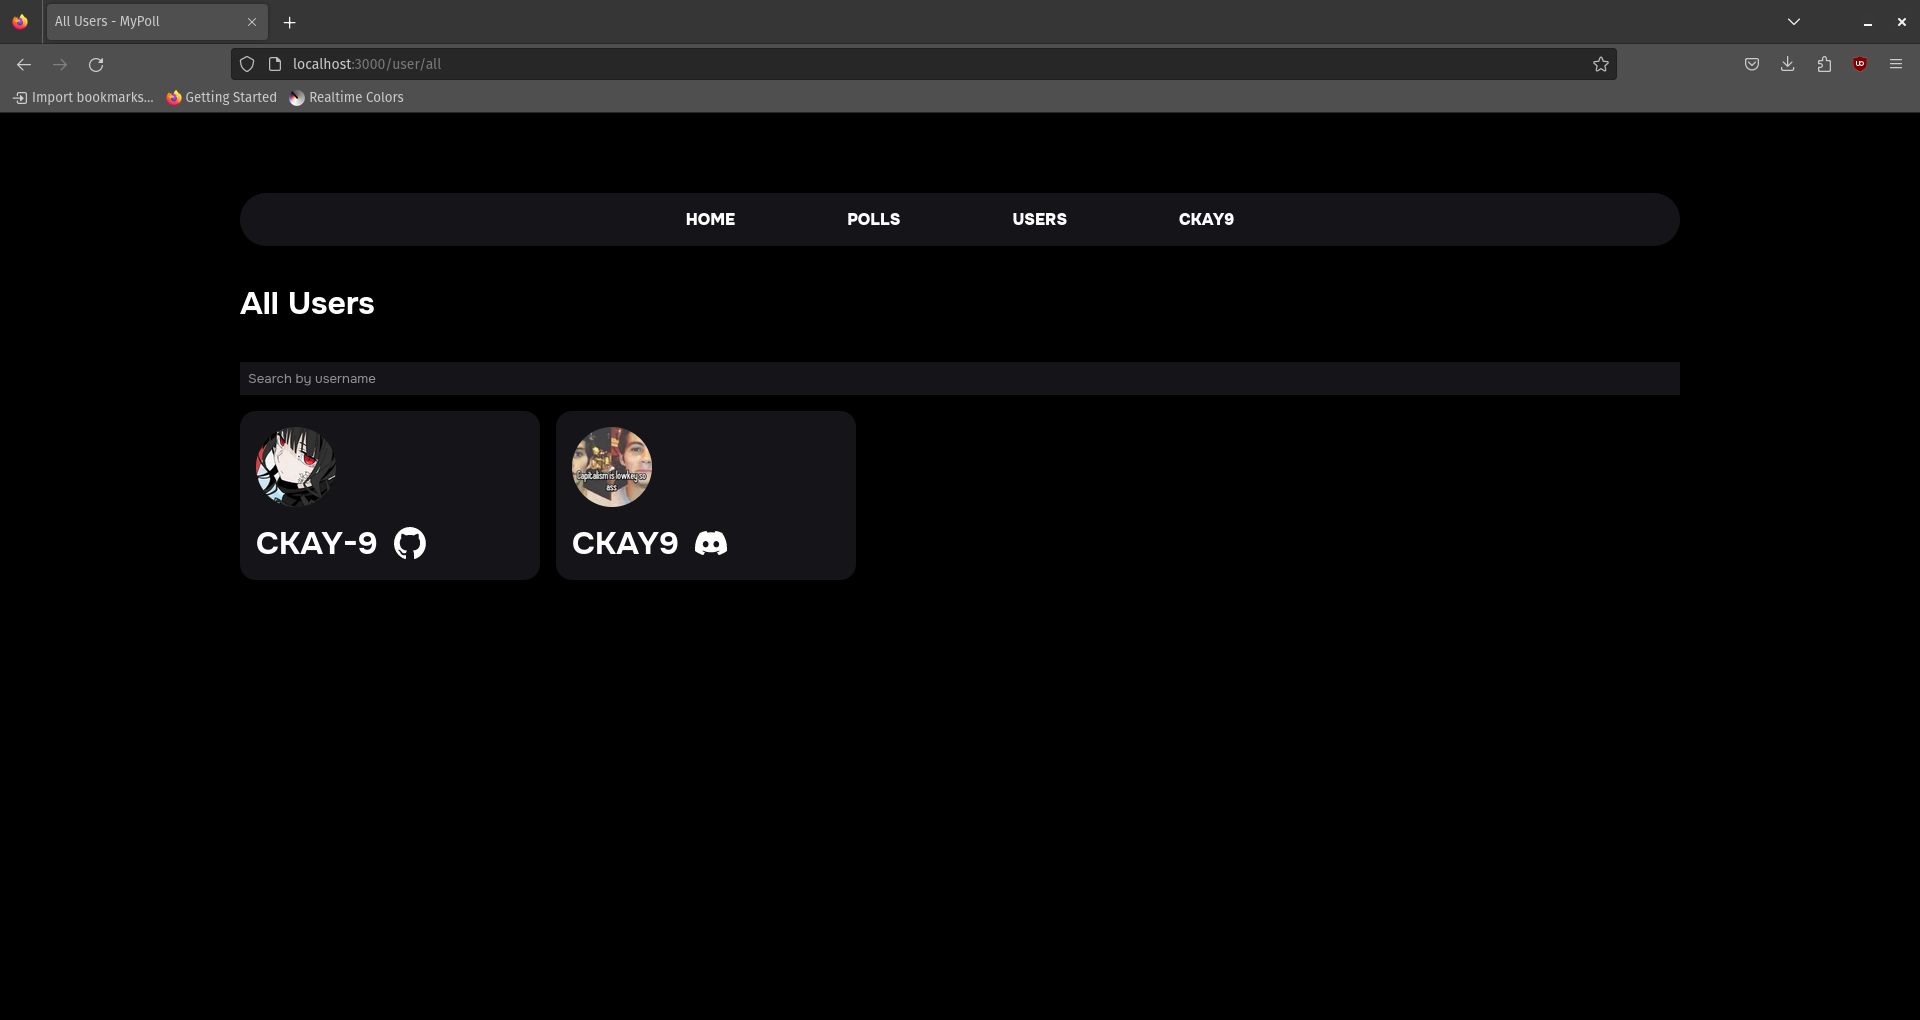 All Users - MyPoll
localhost:3000/user/all
Import bookmarks... Getting Started Realtime Colors
HOME POLLS USERS CKAY9
All Users
Search by username
Capitalism is lowkey so
ass
CKAY-9 CKAY9